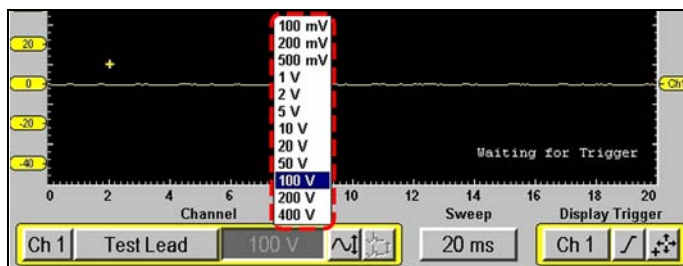 100 mV
200 mV
500 mV
1 V
2 V
5 V
10 V
20 V
50 V
100 V
200 V
400 V
20
0
-20
-40
Ch1
Waiting for Trigger
0 2 4 6 10 12 14 16 18 20
Channel Sweep Display Trigger
Ch 1 Test Lead 100 V 20 ms Ch 1